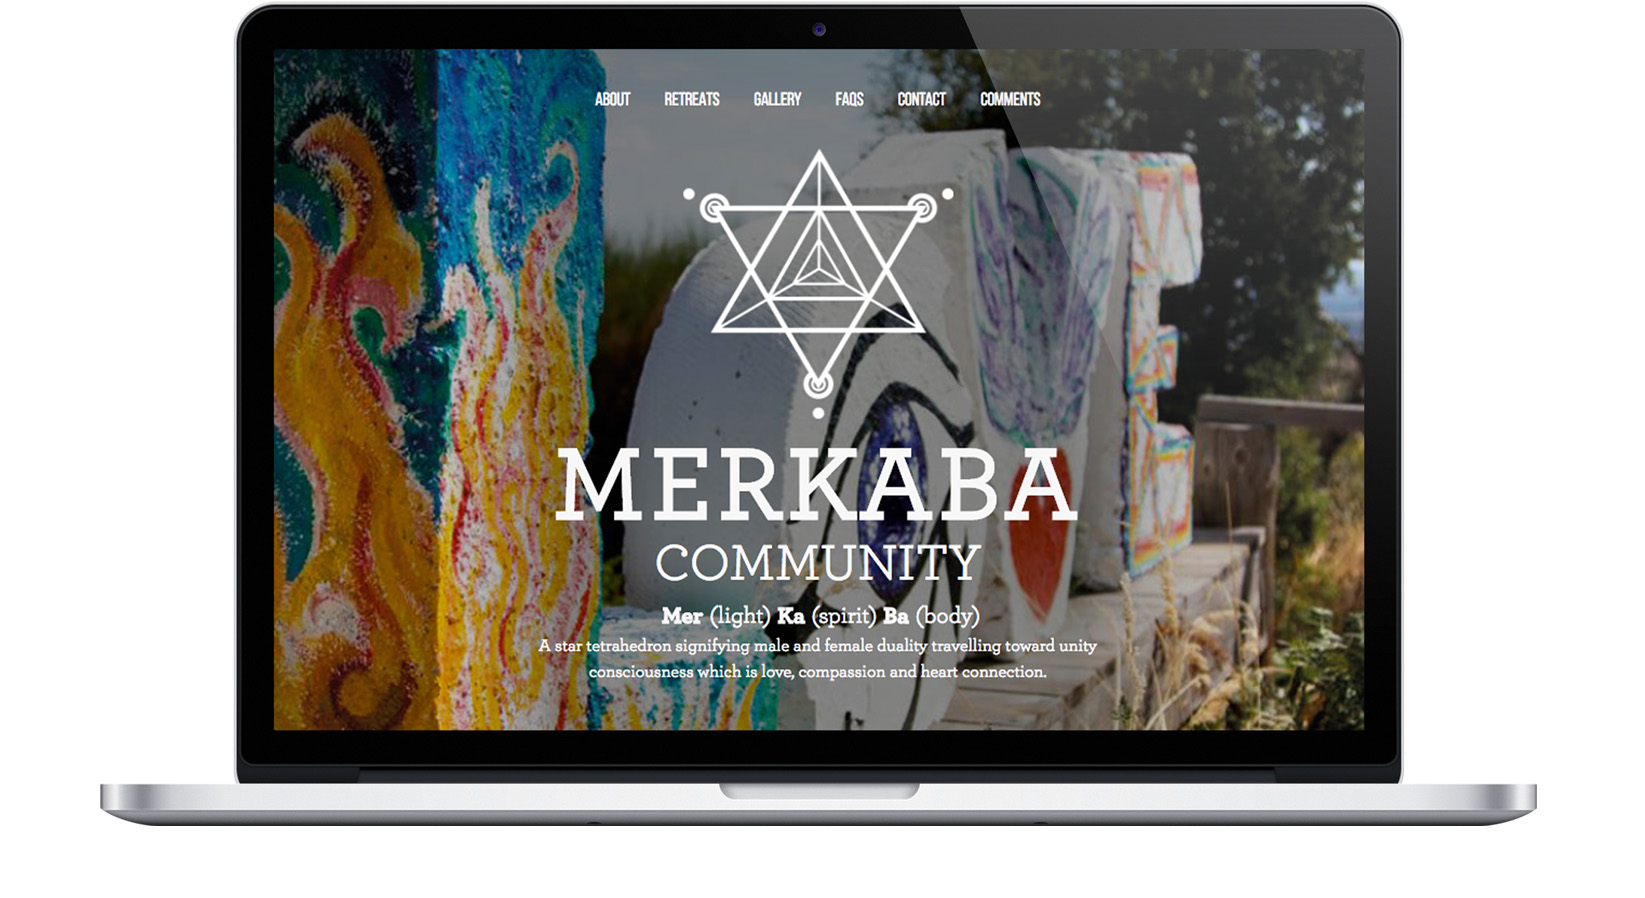 ABOUT RETREATS GALLERY FAQS CONTACT COMMENTS
MERKABA
COMMUNITY
Mer (light) Ka (spirit) Ba (body)
A star tetrahedron signifying male and female duality travelling toward unity
consciousness which is love, compassion and heart connection.